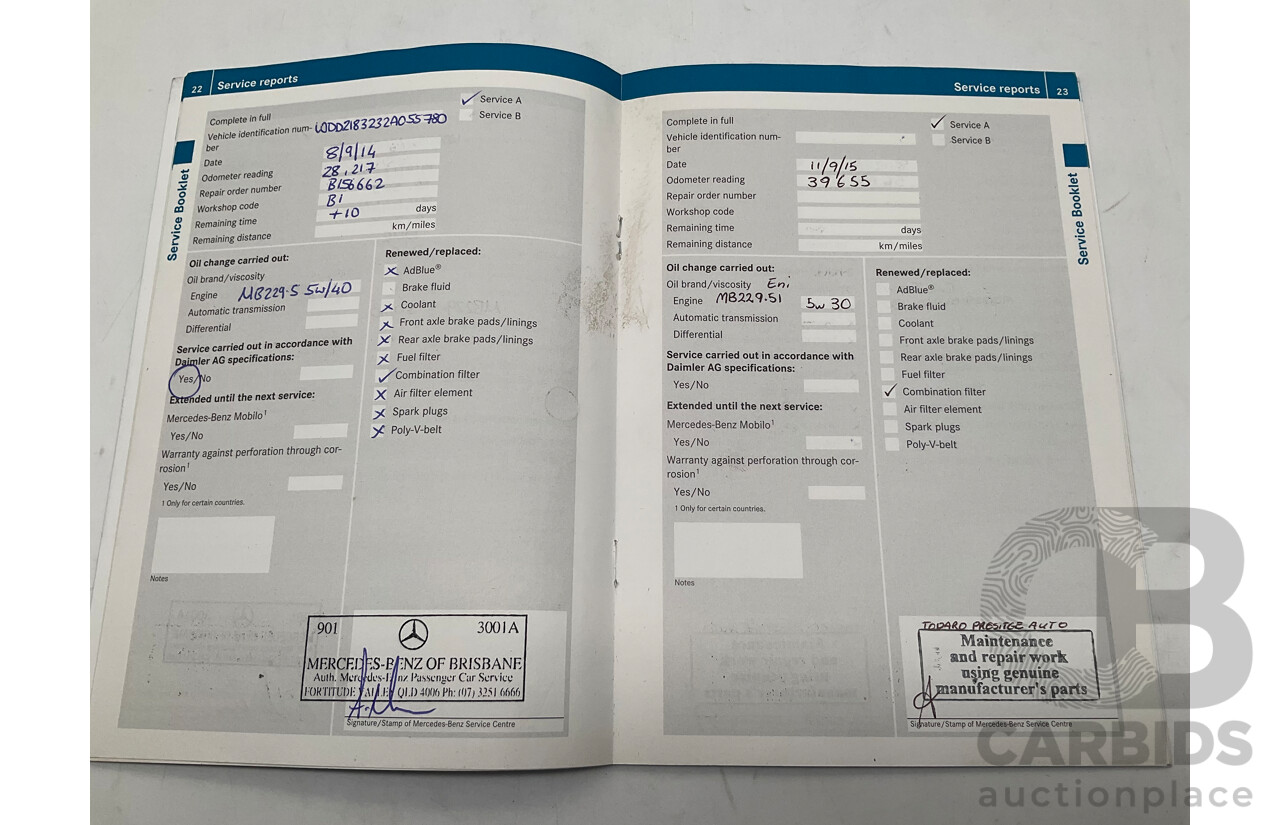 22 Service reports
Complete in full
Service A
Service B
Vehicle identification num-
ber
WDD2183232A055780
Date 8/9/14
Odometer reading 28,217
Repair order number B156662
Workshop code B1
Remaining time +10 days
Remaining distance km/miles
Oil change carried out:
Oil brand/viscosity
Engine MB229.5 5w/40
Automatic transmission
Differential
Service carried out in accordance with
Daimler AG specifications:
Yes/No
Extended until the next service:
Mercedes-Benz Mobilo1
Yes/No
Warranty against perforation through cor-
rosion1
Yes/No
1 Only for certain countries.
Notes
Renewed/replaced:
AdBlue®
Brake fluid
Coolant
Front axle brake pads/linings
Rear axle brake pads/linings
Fuel filter
Combination filter
Air filter element
Spark plugs
Poly-V-belt
901 3001A
MERCEDES-BENZ OF BRISBANE
Auth. Mercedes-Benz Passenger Car Service
FORTITUDE VALLEY QLD 4006 Ph: (07) 3251 6666
Signature/Stamp of Mercedes-Benz Service Centre
Service Booklet
Service reports 23
Complete in full
Service A
Service B
Vehicle identification num-
ber
Date 11/9/15
Odometer reading 39655
Repair order number
Workshop code
Remaining time days
Remaining distance km/miles
Oil change carried out:
Oil brand/viscosity Eni
Engine MB229.51 5w 30
Automatic transmission
Differential
Service carried out in accordance with
Daimler AG specifications:
Yes/No
Extended until the next service:
Mercedes-Benz Mobilo1
Yes/No
Warranty against perforation through cor-
rosion1
Yes/No
1 Only for certain countries.
Notes
Renewed/replaced:
AdBlue®
Brake fluid
Coolant
Front axle brake pads/linings
Rear axle brake pads/linings
Fuel filter
Combination filter
Air filter element
Spark plugs
Poly-V-belt
TODARO PRESITGE AUTO
Maintenance
and repair work
using genuine
manufacturer's parts
Signature/Stamp of Mercedes-Benz Service Centre
Service Booklet
CB
CARBIDS
auctionplace